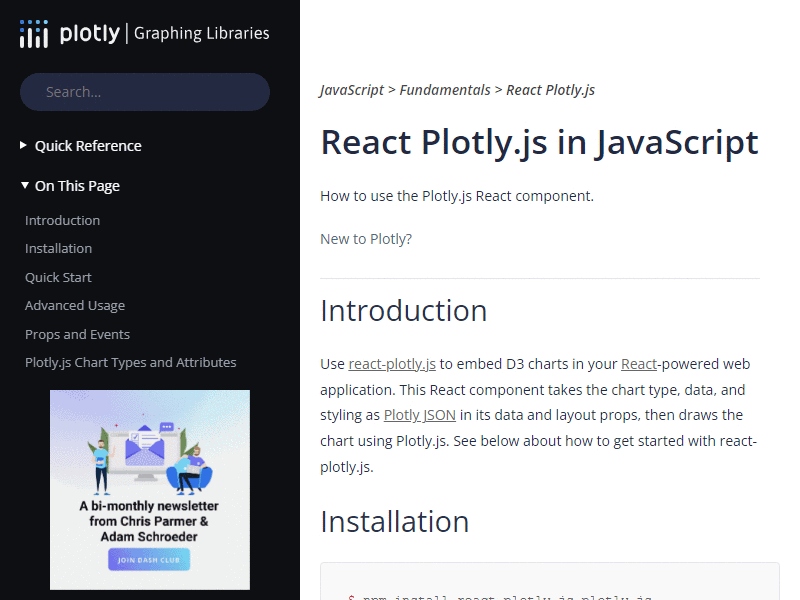 plotly | Graphing Libraries
Search...
Quick Reference
On This Page
Introduction
Installation
Quick Start
Advanced Usage
Props and Events
Plotly.js Chart Types and Attributes
A bi-monthly newsletter
from Chris Parmer &
Adam Schroeder
JOIN DASH CLUB
JavaScript > Fundamentals > React Plotly.js
React Plotly.js in JavaScript
How to use the Plotly.js React component.
New to Plotly?
Introduction
Use react-plotly.js to embed D3 charts in your React-powered web
application. This React component takes the chart type, data, and
styling as Plotly JSON in its data and layout props, then draws the
chart using Plotly.js. See below about how to get started with react-
plotly.js.
Installation
$ npm install react-plotly.js plotly.js